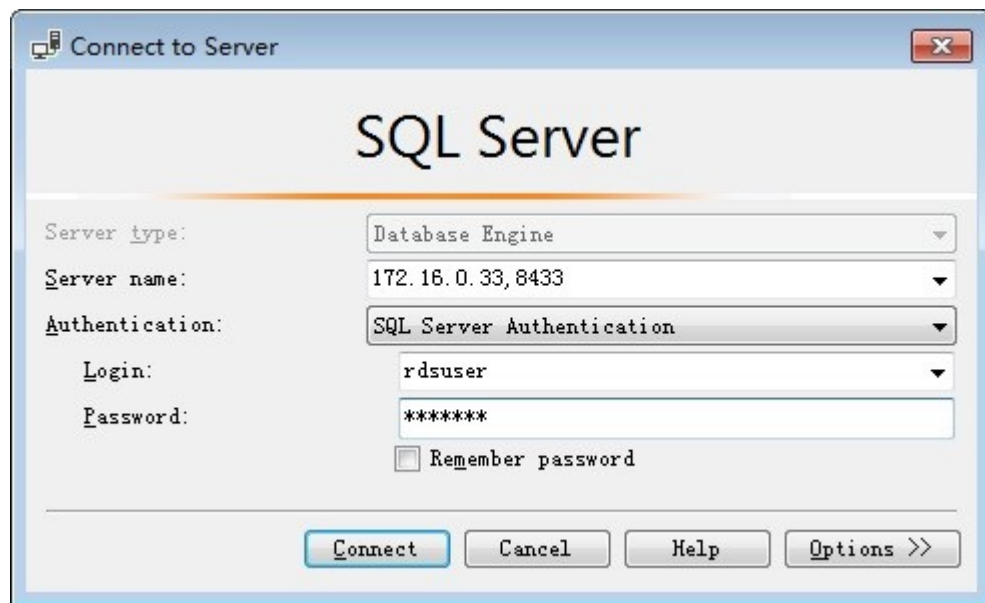 Connect to Server
SQL Server
Server type: Database Engine
Server name: 172.16.0.33,8433
Authentication: SQL Server Authentication
Login: rdsuser
Password: *******
Remember password
Connect Cancel Help Options >>